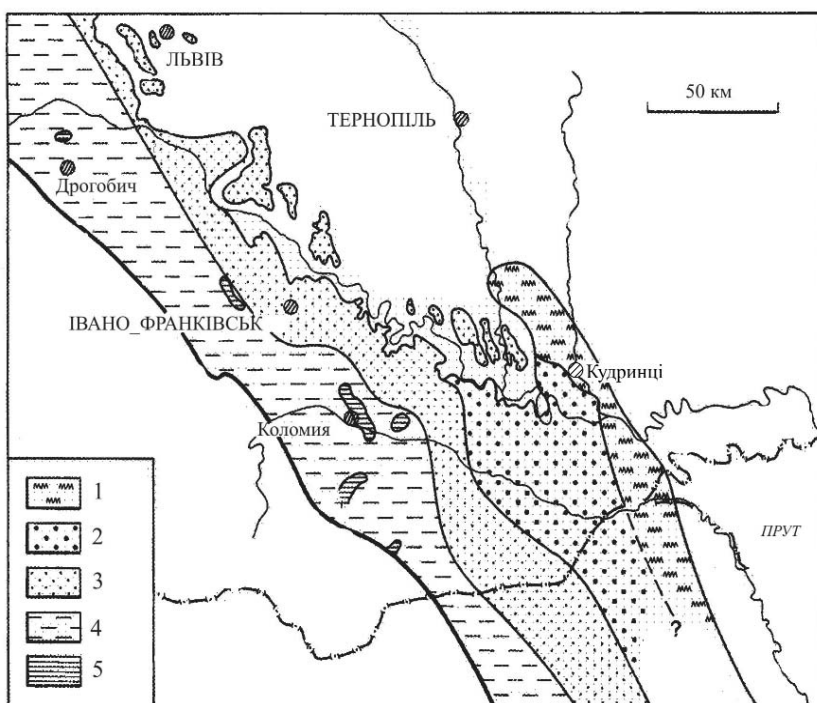 ЛЬВІВ
50 км
ТЕРНОПІЛЬ
Дрогобич
ІВАНО_ФРАНКІВСЬК
Кудринці
Коломия
1
2
ПРУТ
3
4
5
?